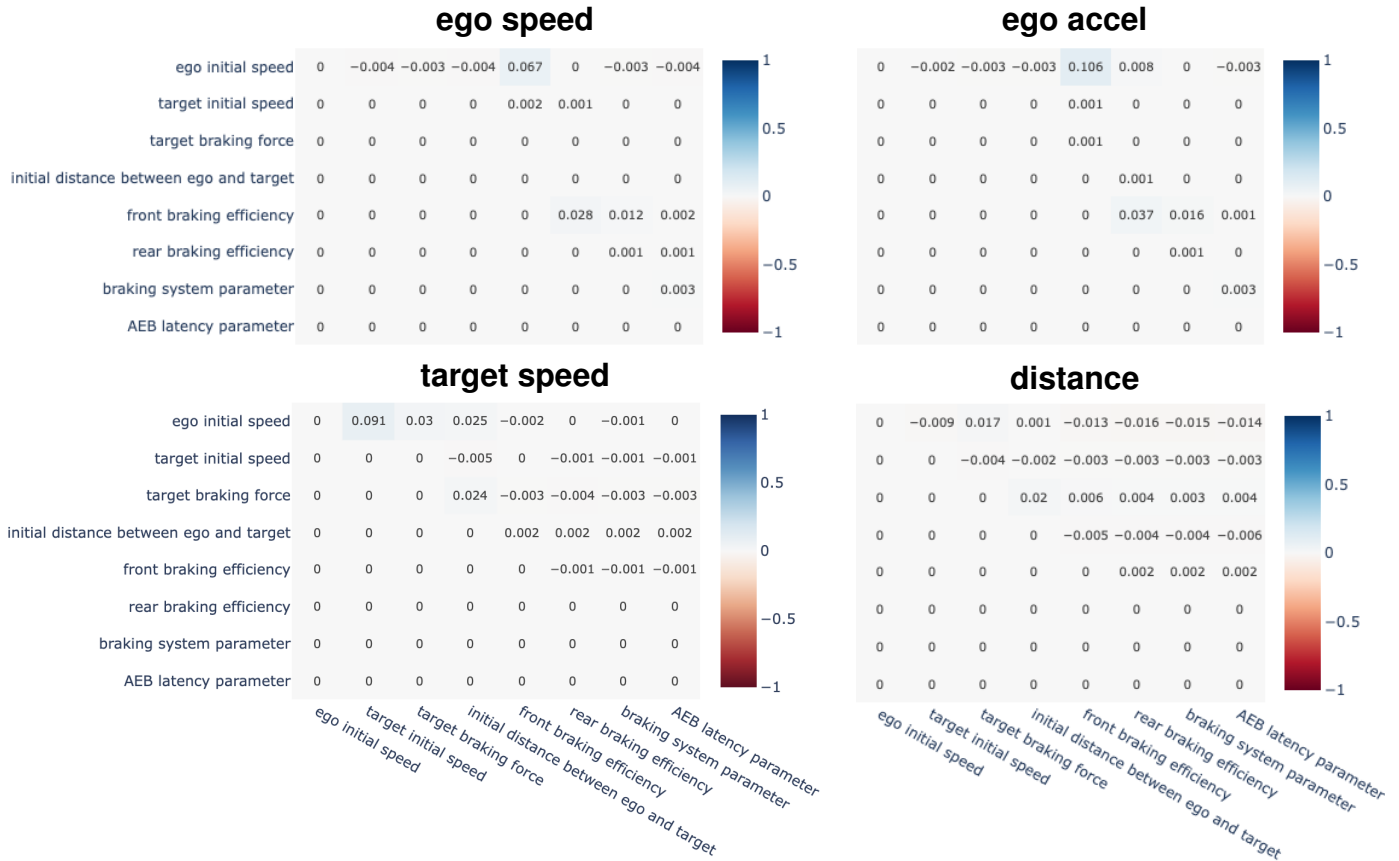 ego speed
ego accel
ego initial speed 0 −0.004 −0.003 −0.004 0.067 0 −0.003 −0.004
target initial speed 0 0 0 0 0.002 0.001 0 0
target braking force 0 0 0 0 0 0 0 0
initial distance between ego and target 0 0 0 0 0 0 0 0
front braking efficiency 0 0 0 0 0 0.028 0.012 0.002
rear braking efficiency 0 0 0 0 0 0 0.001 0.001
braking system parameter 0 0 0 0 0 0 0 0.003
AEB latency parameter 0 0 0 0 0 0 0 0
1
0.5
0
−0.5
−1
0 −0.002 −0.003 −0.003 0.106 0.008 0 −0.003
0 0 0 0 0.001 0 0 0
0 0 0 0 0.001 0 0 0
0 0 0 0 0 0.001 0 0
0 0 0 0 0 0.037 0.016 0.001
0 0 0 0 0 0 0.001 0
0 0 0 0 0 0 0 0.003
0 0 0 0 0 0 0 0
1
0.5
0
−0.5
−1
target speed
distance
ego initial speed 0 0.091 0.03 0.025 −0.002 0 −0.001 0
target initial speed 0 0 0 −0.005 0 −0.001 −0.001 −0.001
target braking force 0 0 0 0.024 −0.003 −0.004 −0.003 −0.003
initial distance between ego and target 0 0 0 0 0.002 0.002 0.002 0.002
front braking efficiency 0 0 0 0 0 −0.001 −0.001 −0.001
rear braking efficiency 0 0 0 0 0 0 0 0
braking system parameter 0 0 0 0 0 0 0 0
AEB latency parameter 0 0 0 0 0 0 0 0
1
0.5
0
−0.5
−1
0 −0.009 0.017 0.001 −0.013 −0.016 −0.015 −0.014
0 0 −0.004 −0.002 −0.003 −0.003 −0.003 −0.003
0 0 0 0.02 0.006 0.004 0.003 0.004
0 0 0 0 −0.005 −0.004 −0.004 −0.006
0 0 0 0 0 0.002 0.002 0.002
0 0 0 0 0 0 0 0
0 0 0 0 0 0 0 0
0 0 0 0 0 0 0 0
1
0.5
0
−0.5
−1
ego initial speed
target initial speed
target braking force
initial distance between ego and target
front braking efficiency
rear braking efficiency
braking system parameter
AEB latency parameter
ego initial speed
target initial speed
target braking force
initial distance between ego and target
front braking efficiency
rear braking efficiency
braking system parameter
AEB latency parameter